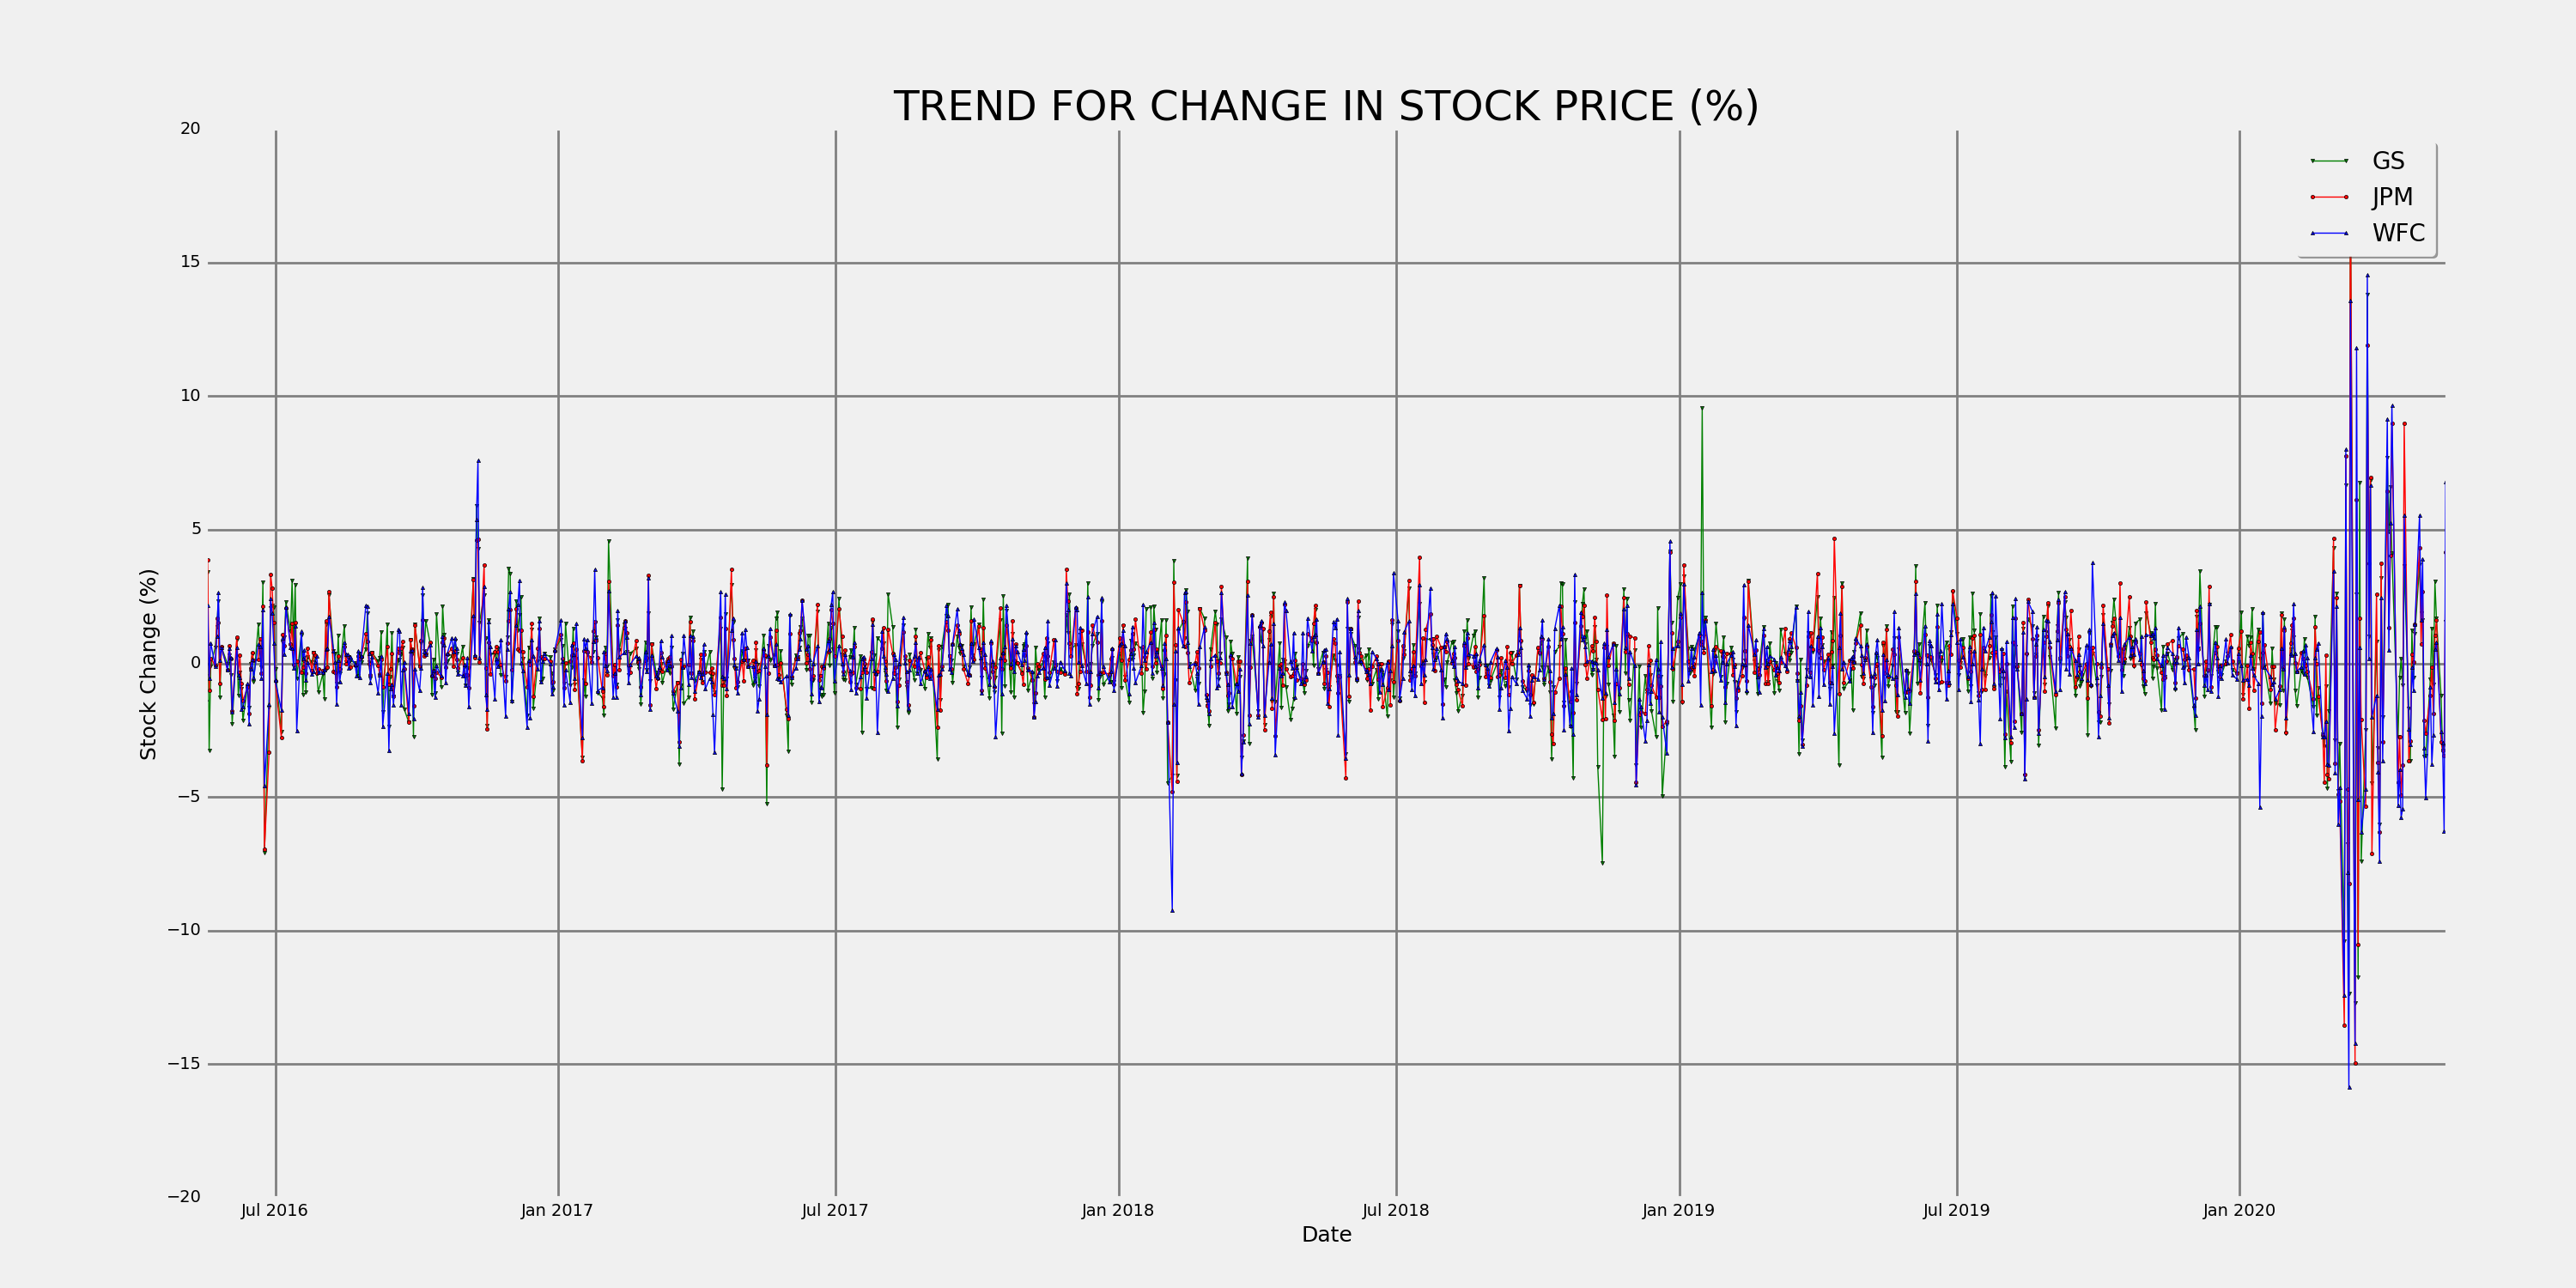 TREND FOR CHANGE IN STOCK PRICE (%)
GS
JPM
WFC
Stock Change (%)
20
15
10
5
0
−5
−10
−15
−20
Jul 2016
Jan 2017
Jul 2017
Jan 2018
Jul 2018
Jan 2019
Jul 2019
Jan 2020
Date